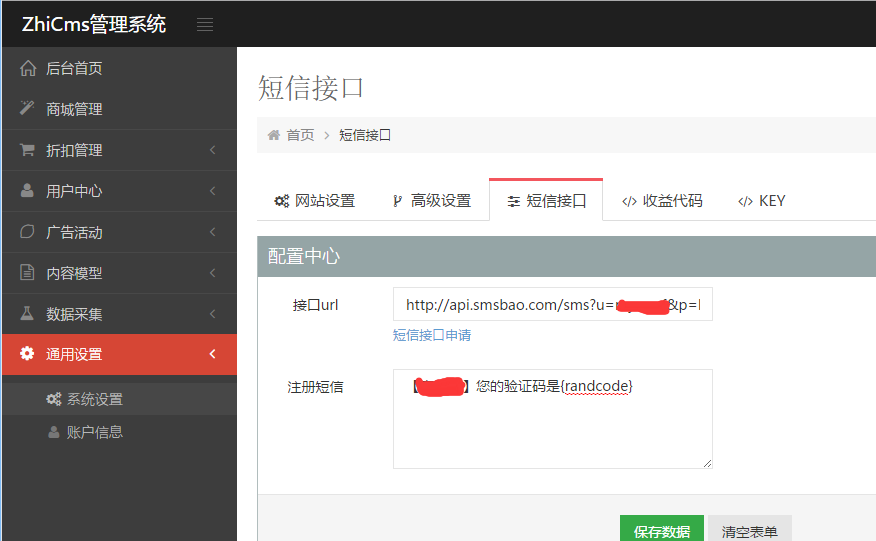 ZhiCms管理系统
后台首页
商城管理
折扣管理
用户中心
广告活动
内容模型
数据采集
通用设置
系统设置
账户信息
短信接口
首页 > 短信接口
网站设置 高级设置 短信接口 收益代码 KEY
配置中心
接口url http://api.smsbao.com/sms?u= &p=
短信接口申请
注册短信 【 】您的验证码是{randcode}
保存数据 清空表单